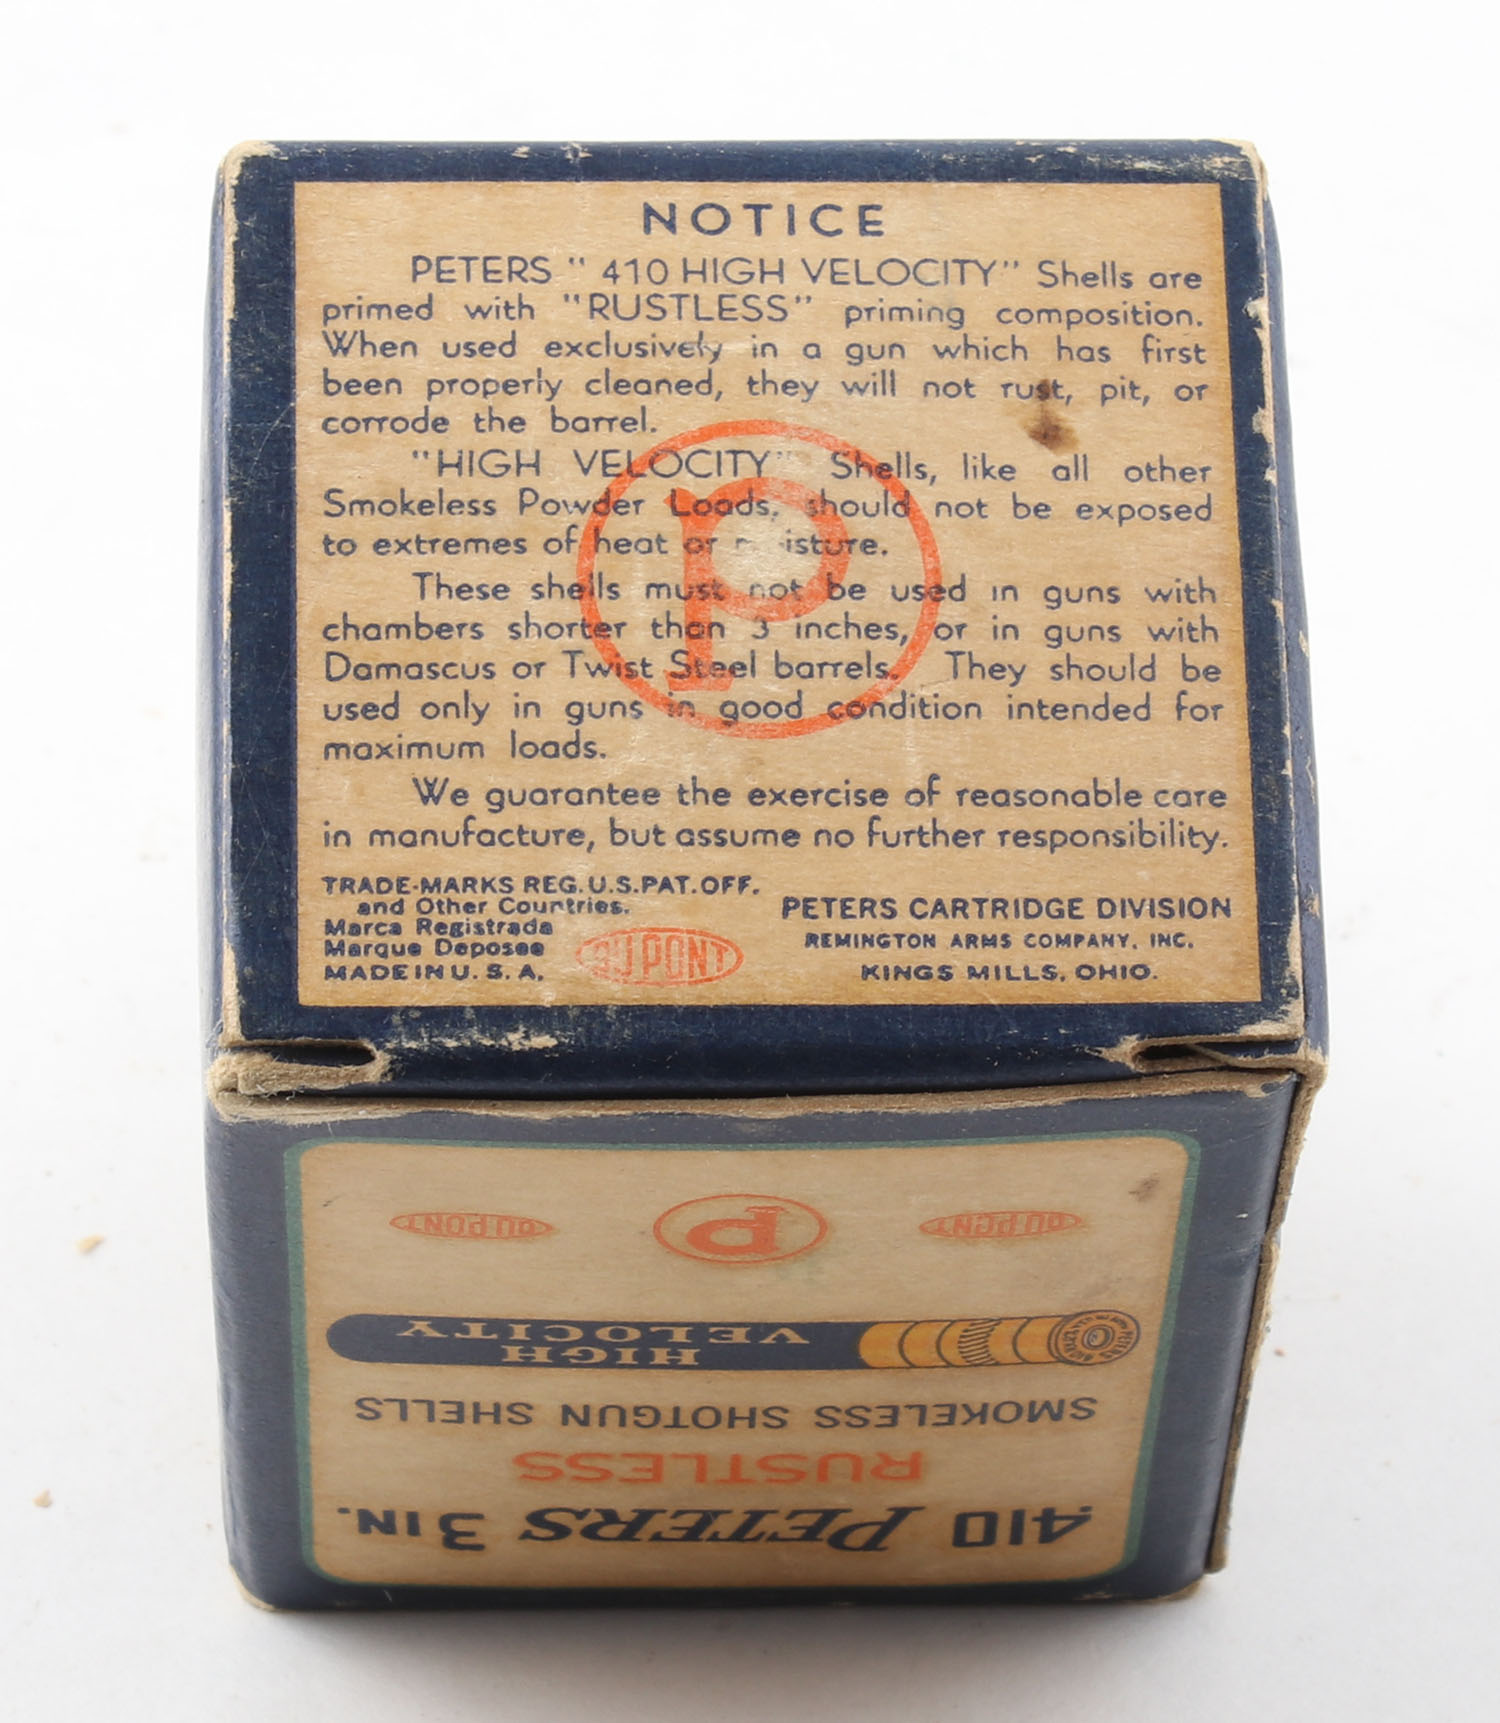 NOTICE
PETERS " 410 HIGH VELOCITY" Shells are
primed with "RUSTLESS" priming composition.
When used exclusively in a gun which has first
been properly cleaned, they will not rust, pit, or
corrode the barrel.
"HIGH VELOCITY" Shells, like all other
Smokeless Powder Loads, should not be exposed
to extremes of heat or moisture.
These shells must not be used in guns with
chambers shorter than 3 inches, or in guns with
Damascus or Twist Steel barrels. They should be
used only in guns in good condition intended for
maximum loads.
We guarantee the exercise of reasonable care
in manufacture, but assume no further responsibility.
P
TRADE-MARKS REG. U.S. PAT. OFF.
and Other Countries.
Marca Registrada
Marque Deposee
MADE IN U. S. A.
DU PONT
PETERS CARTRIDGE DIVISION
REMINGTON ARMS COMPANY, INC.
KINGS MILLS, OHIO.
.410 PETERS 3 IN.
RUSTLESS
SMOKELESS SHOTGUN SHELLS
HIGH
VELOCITY
DU PONT P DU PONT